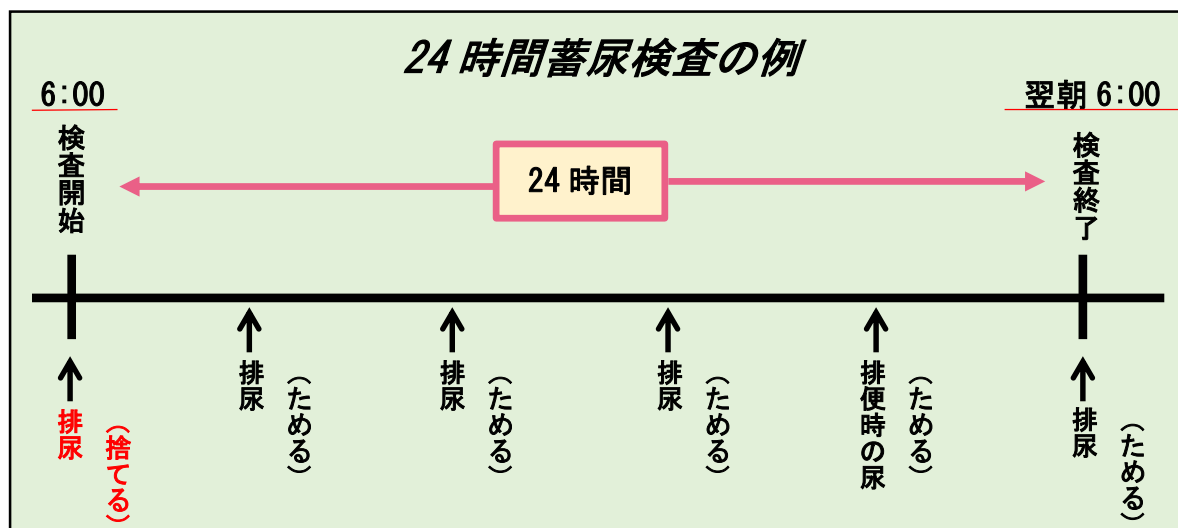 24時間蓄尿検査の例
6:00
翌朝 6:00
検査開始
24 時間
検査終了
排尿
(捨てる)
排尿
(ためる)
排尿
(ためる)
排尿
(ためる)
排便時の尿
(ためる)
排尿
(ためる)